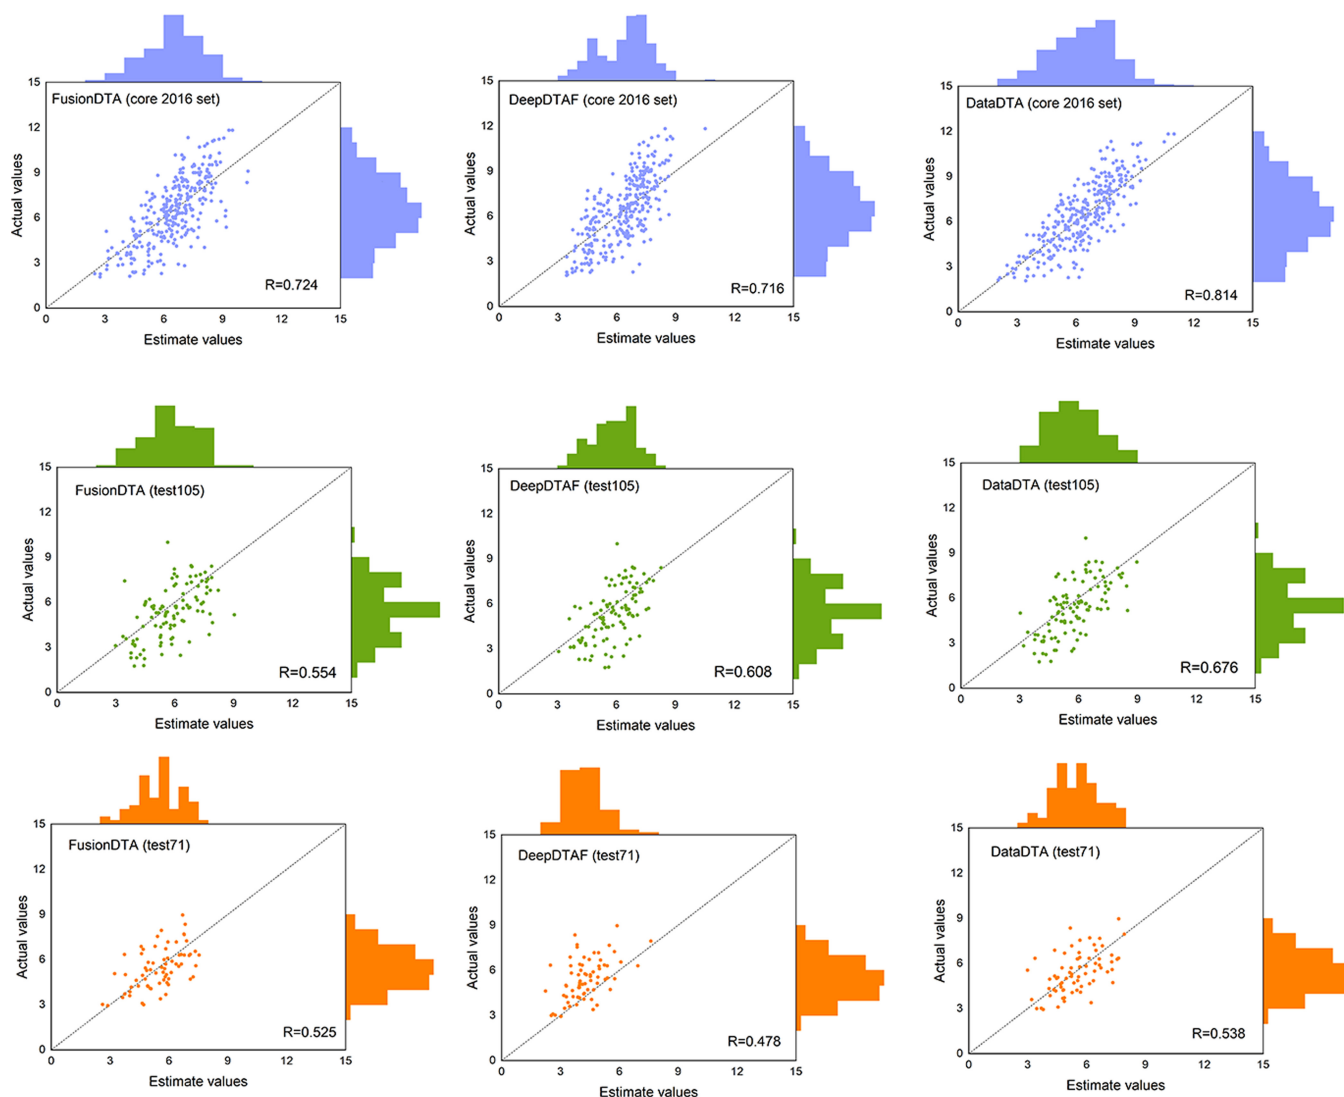 FusionDTA (core 2016 set)
15
12
9
6
3
0
Actual values
R=0.724
0 3 6 9 12 15
Estimate values
DeepDTAF (core 2016 set)
15
12
9
6
3
0
Actual values
R=0.716
0 3 6 9 12 15
Estimate values
DataDTA (core 2016 set)
15
12
9
6
3
0
Actual values
R=0.814
0 3 6 9 12 15
Estimate values
FusionDTA (test105)
15
12
9
6
3
0
Actual values
R=0.554
0 3 6 9 12 15
Estimate values
DeepDTAF (test105)
15
12
9
6
3
0
Actual values
R=0.608
0 3 6 9 12 15
Estimate values
DataDTA (test105)
15
12
9
6
3
0
Actual values
R=0.676
0 3 6 9 12 15
Estimate values
FusionDTA (test71)
15
12
9
6
3
0
Actual values
R=0.525
0 3 6 9 12 15
Estimate values
DeepDTAF (test71)
15
12
9
6
3
0
Actual values
R=0.478
0 3 6 9 12 15
Estimate values
DataDTA (test71)
15
12
9
6
3
0
Actual values
R=0.538
0 3 6 9 12 15
Estimate values